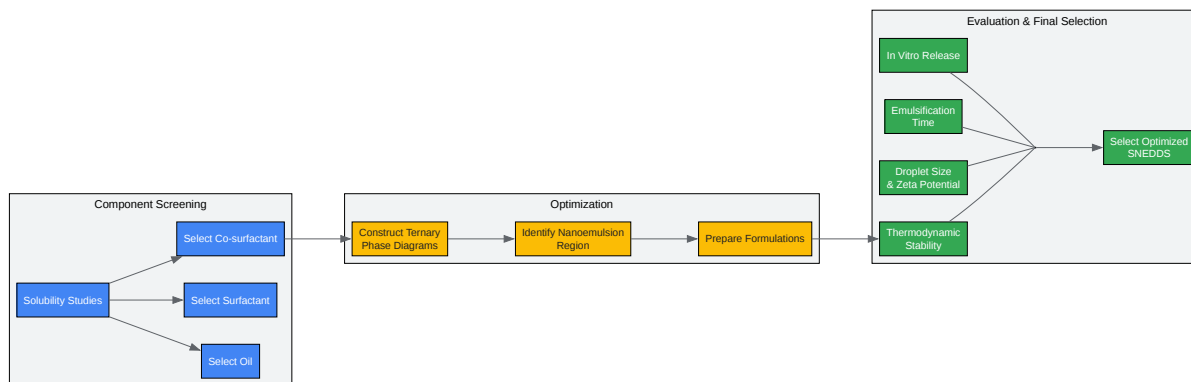 Component Screening
Solubility Studies
Select Co-surfactant
Select Surfactant
Select Oil
Optimization
Construct Ternary
Phase Diagrams
Identify Nanoemulsion
Region
Prepare Formulations
Evaluation & Final Selection
In Vitro Release
Emulsification
Time
Droplet Size
& Zeta Potential
Thermodynamic
Stability
Select Optimized
SNEDDS